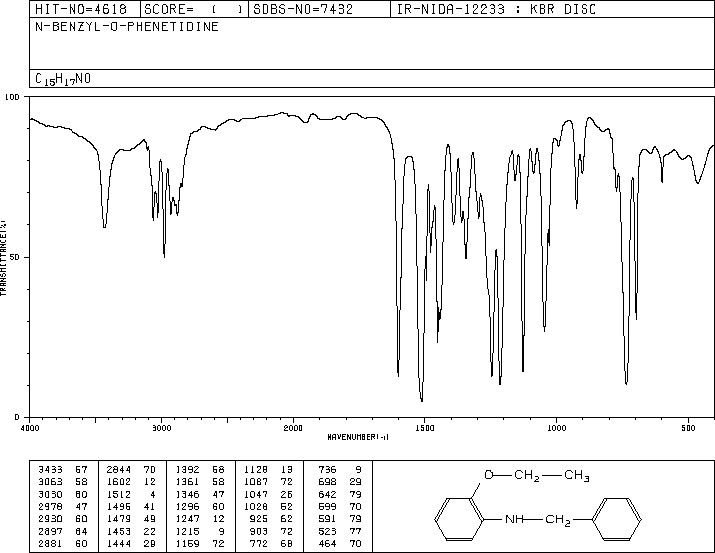 HIT-NO=4618 SCORE= ( ) SDBS-NO=7432 IR-NIDA-12233 : KBR DISC
N-BENZYL-O-PHENETIDINE
C15H17NO
100
50
0
TRANSMITTANCE(%)
4000 3000 2000 1500 1000 500
WAVENUMBER(-1)
3433 57 2844 70 1392 58 1128 13 736 9
3063 58 1602 12 1361 58 1087 72 698 29
3030 60 1512 4 1346 47 1047 26 642 79
2978 47 1496 41 1296 60 1028 52 599 70
2930 60 1479 49 1247 12 925 62 591 79
2897 64 1453 22 1215 9 903 72 523 77
2881 60 1444 29 1159 72 772 68 464 70
O CH2 CH3
NH CH2